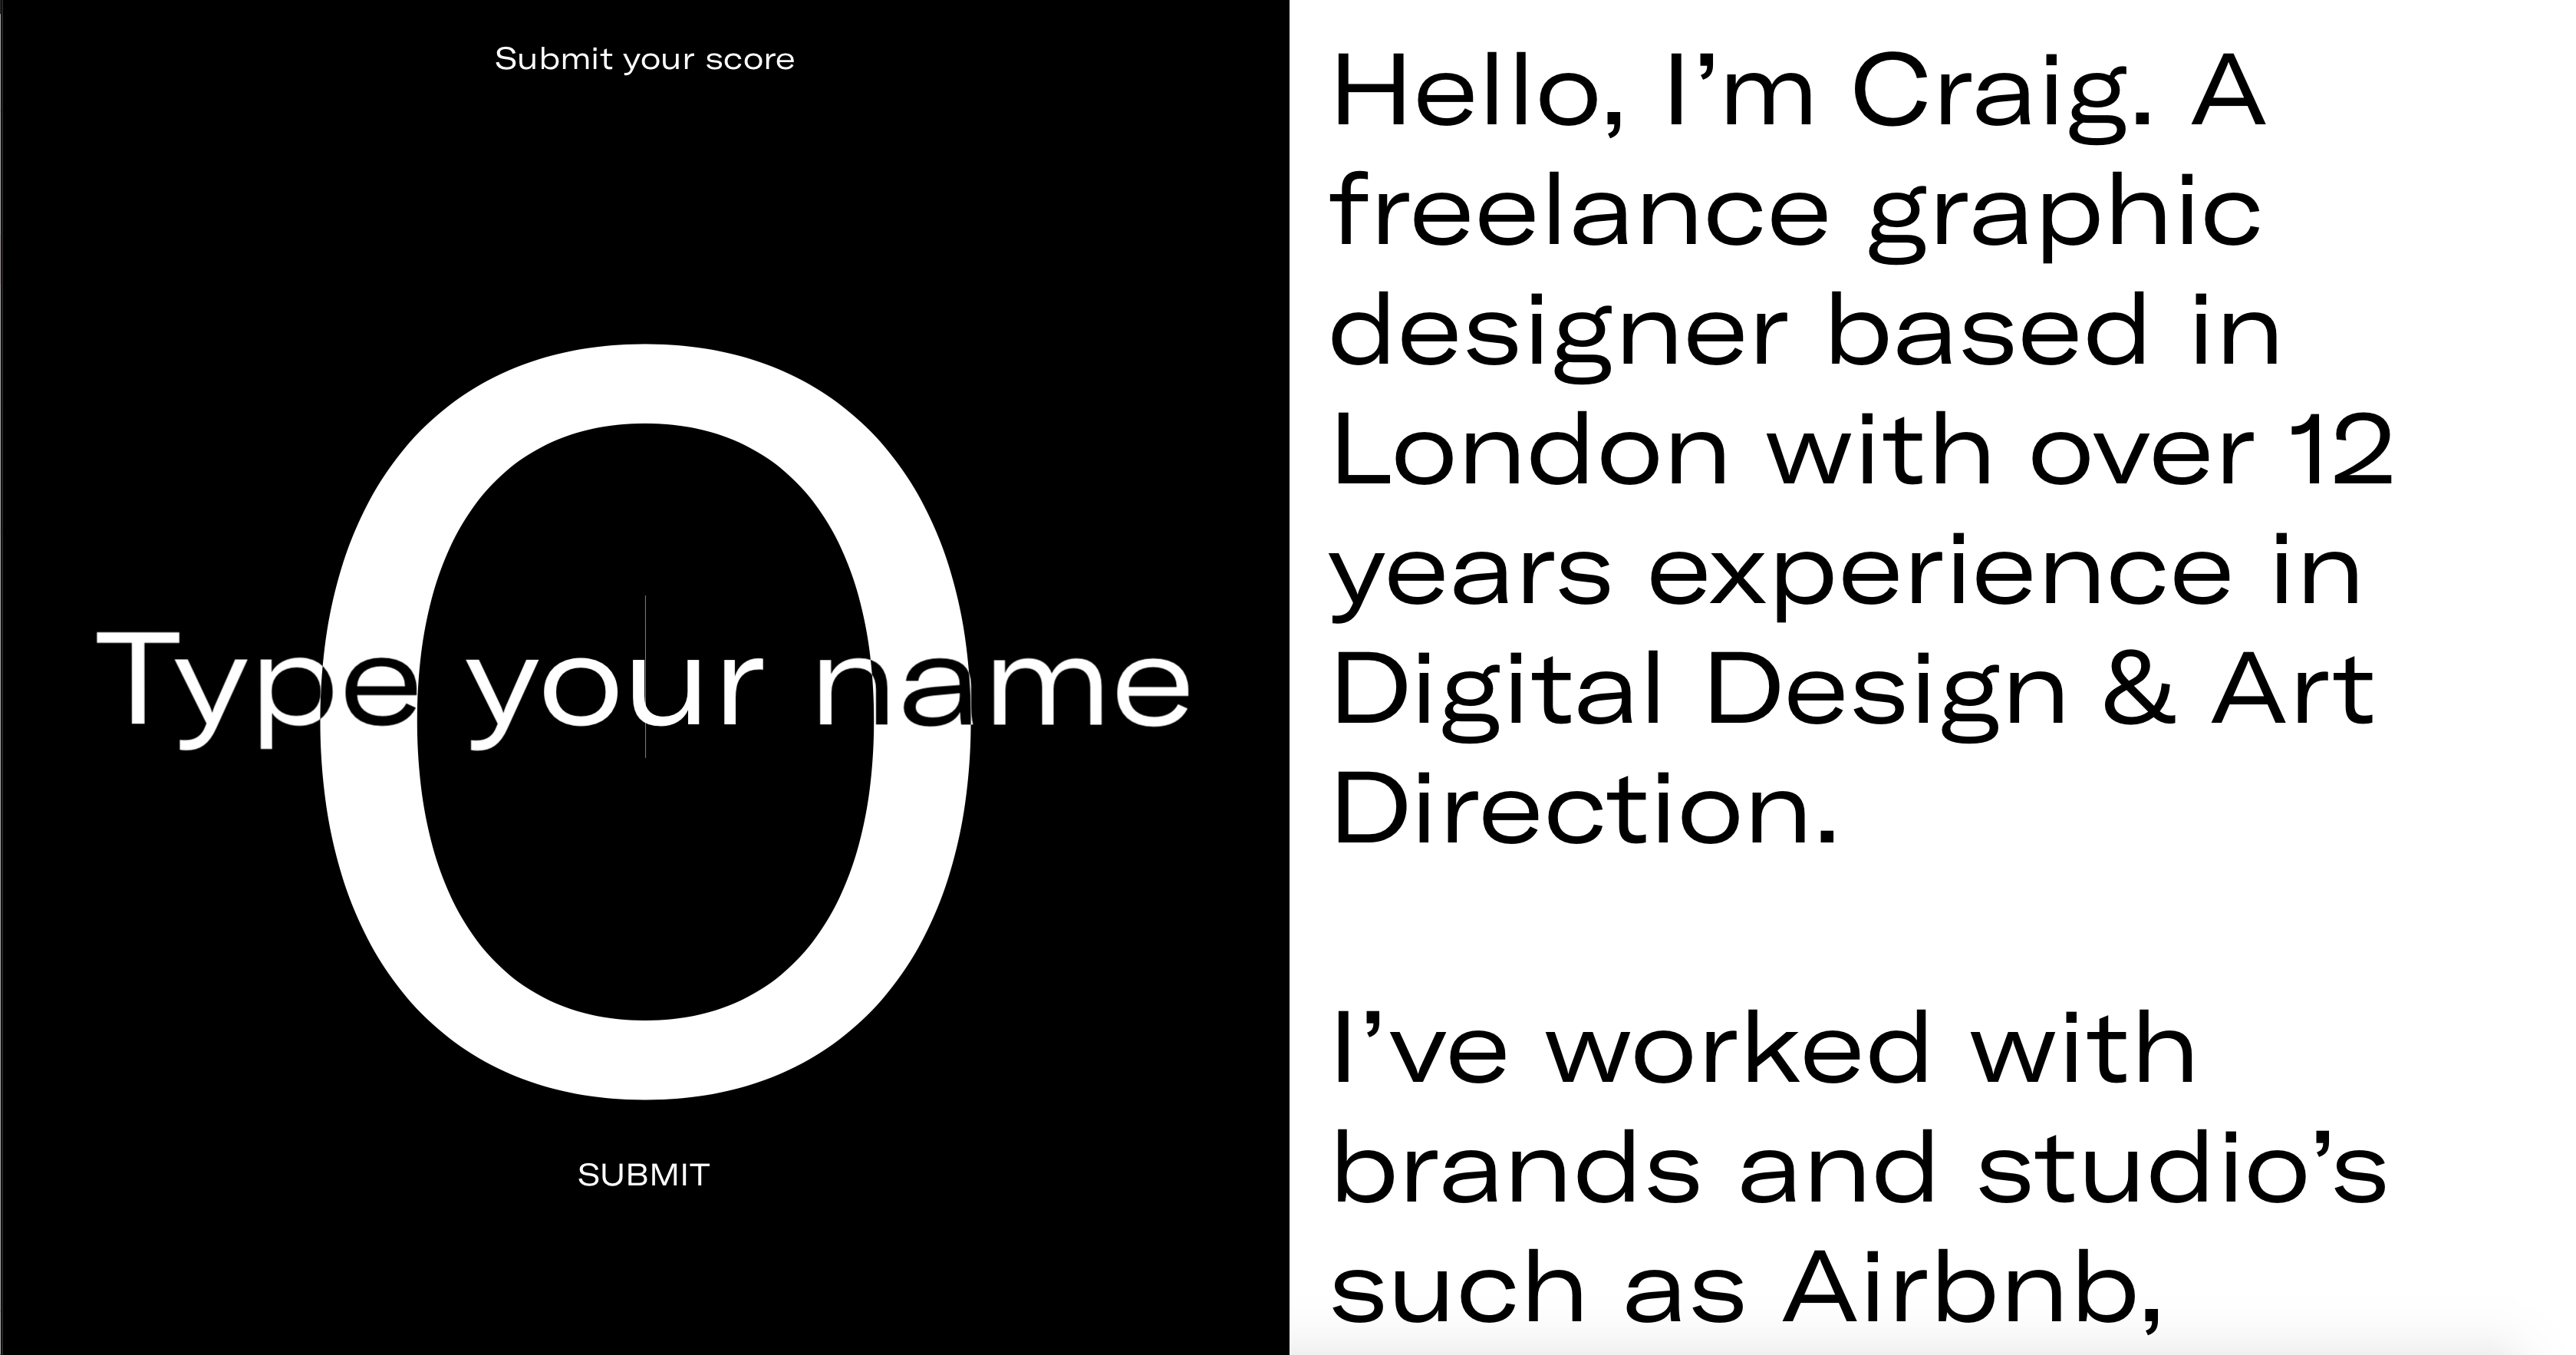 Submit your score
0
Type your name
SUBMIT
Hello, I’m Craig. A
freelance graphic
designer based in
London with over 12
years experience in
Digital Design & Art
Direction.
I’ve worked with
brands and studio’s
such as Airbnb,